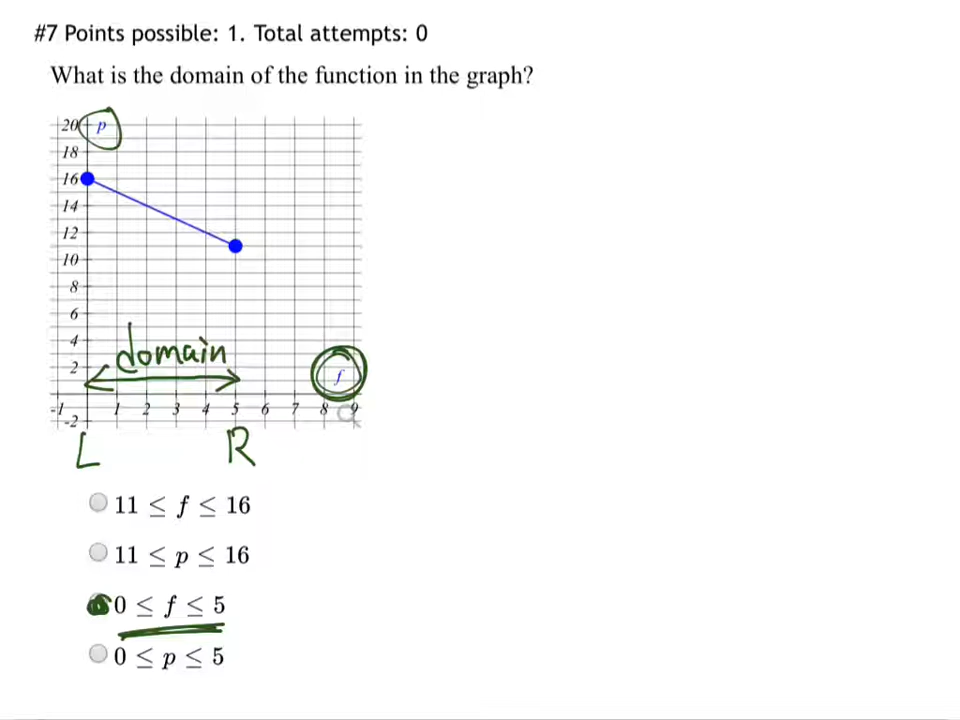 #7 Points possible: 1. Total attempts: 0
What is the domain of the function in the graph?
20 p
18
16
14
12
10
8
6
4 domain
2 f
-1 1 2 3 4 5 6 7 8 9
-2
L R
11 ≤ f ≤ 16
11 ≤ p ≤ 16
0 ≤ f ≤ 5
0 ≤ p ≤ 5